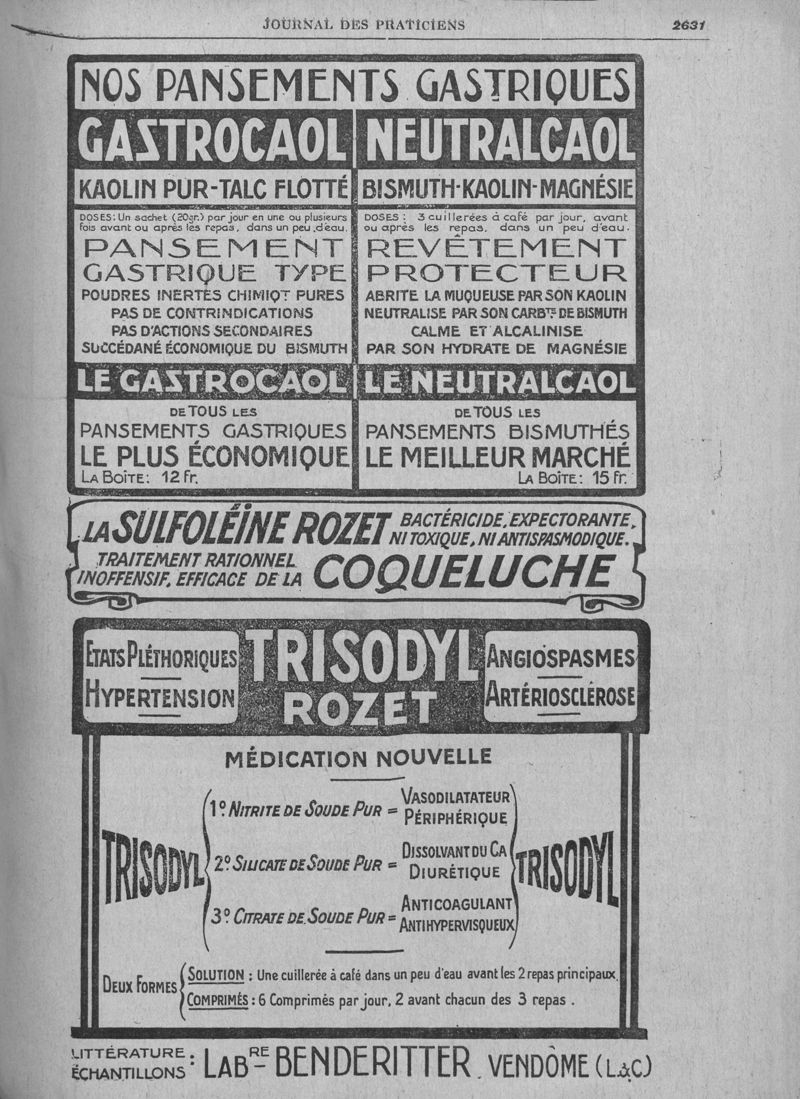 JOURNAL DES PRATICIENS 2631
NOS PANSEMENTS GASTRIQUES
GASTROCAOL
KAOLIN PUR-TALC FLOTTÉ
DOSES: Un sachet (20gr.) par jour en une ou plusieurs
fois avant ou après les repas, dans un peu d'eau.
PANSEMENT
GASTRIQUE TYPE
POUDRES INERTES CHIMIQT PURES
PAS DE CONTRINDICATIONS
PAS D'ACTIONS SECONDAIRES
SUCCÉDANÉ ÉCONOMIQUE DU BISMUTH
LE GASTROCAOL
DE TOUS LES
PANSEMENTS GASTRIQUES
LE PLUS ÉCONOMIQUE
LA BOÎTE: 12 Fr.
NEUTRALCAOL
BISMUTH-KAOLIN-MAGNÉSIE
DOSES: 3 cuillerées à café par jour, avant
ou après les repas, dans un peu d'eau.
REVÊTEMENT
PROTECTEUR
ABRITE LA MUQUEUSE PAR SON KAOLIN
NEUTRALISE PAR SON CARBTE DE BISMUTH
CALME ET ALCALINISE
PAR SON HYDRATE DE MAGNÉSIE
LE NEUTRALCAOL
DE TOUS LES
PANSEMENTS BISMUTHÉS
LE MEILLEUR MARCHÉ
LA BOÎTE: 15 Fr.
LA SULFOLÉINE ROZET BACTÉRICIDE, EXPECTORANTE,
NI TOXIQUE, NI ANTISPASMODIQUE.
TRAITEMENT RATIONNEL
INOFFENSIF, EFFICACE DE LA COQUELUCHE
ETATS PLÉTHORIQUES
HYPERTENSION
TRISODYL
ROZET
ANGIOSPASMES
ARTÉRIOSCLÉROSE
MÉDICATION NOUVELLE
TRISODYL
1º NITRITE DE SOUDE PUR = VASODILATATEUR
PÉRIPHÉRIQUE
2º SILICATE DE SOUDE PUR = DISSOLVANT DU CA
DIURÉTIQUE
3º CITRATE DE SOUDE PUR = ANTICOAGULANT
ANTIHYPERVISQUEUX
TRISODYL
DEUX FORMES
SOLUTION : Une cuillerée à café dans un peu d'eau avant les 2 repas principaux.
COMPRIMÉS : 6 Comprimés par jour, 2 avant chacun des 3 repas.
LITTÉRATURE :
ÉCHANTILLONS : LABRE BENDERITTER. VENDÔME (L&C)